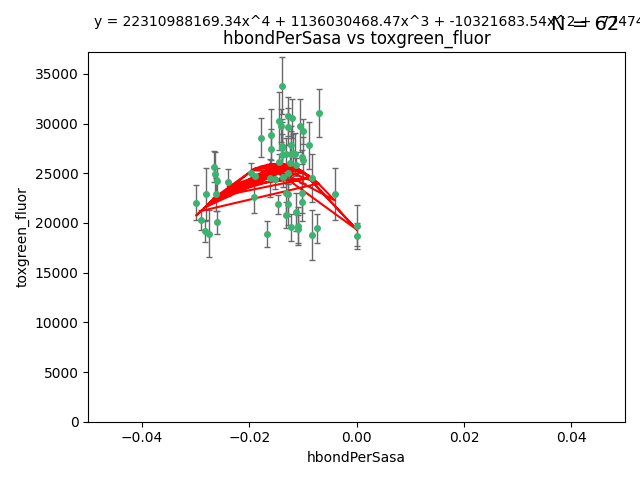 y = 22310988169.34x^4 + 1136030468.47x^3 + -10321683.54x^2 +
N = 62
hbondPerSasa vs toxgreen_fluor
35000
30000
25000
20000
15000
10000
5000
0
toxgreen_fluor
−0.04
−0.02
0.00
0.02
0.04
hbondPerSasa